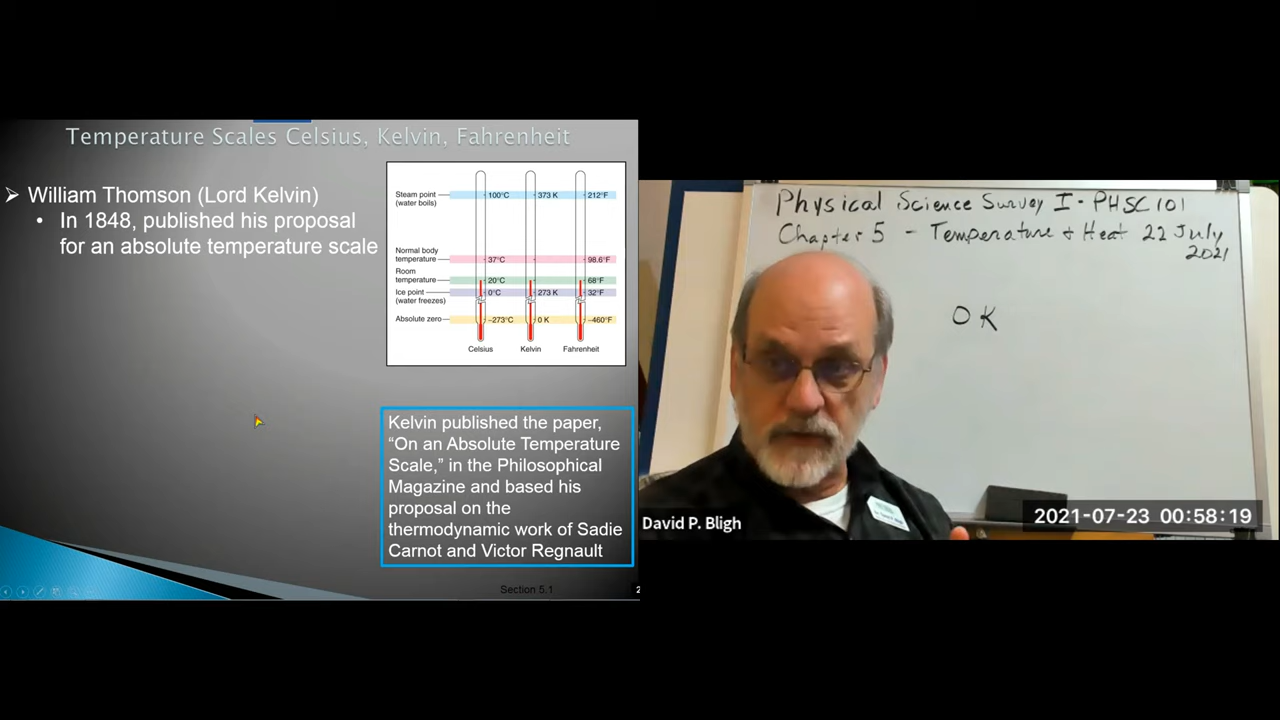 Temperature Scales Celsius, Kelvin, Fahrenheit
William Thomson (Lord Kelvin)
• In 1848, published his proposal
for an absolute temperature scale
Steam point
(water boils)
100°C
373 K
212°F
Normal body
temperature
37°C
98.6°F
Room
temperature
20°C
68°F
Ice point
(water freezes)
0°C
273 K
32°F
Absolute zero
–273°C
0 K
–460°F
Celsius
Kelvin
Fahrenheit
Kelvin published the paper,
“On an Absolute Temperature
Scale,” in the Philosophical
Magazine and based his
proposal on the
thermodynamic work of Sadie
Carnot and Victor Regnault
Section 5.1
2
Physical Science Survey I - PHSC 101
Chapter 5 - Temperature + Heat 22 July
2021
0 K
David P. Bligh
2021-07-23 00:58:19